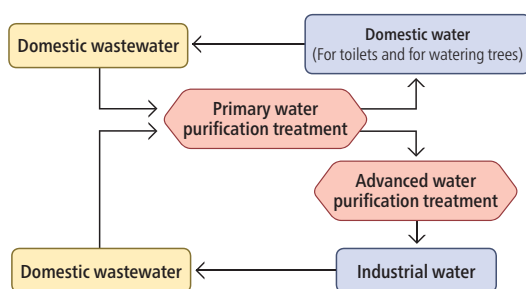 Domestic wastewater
Domestic water
(For toilets and for watering trees)
Primary water
purification treatment
Advanced water
purification treatment
Domestic wastewater
Industrial water